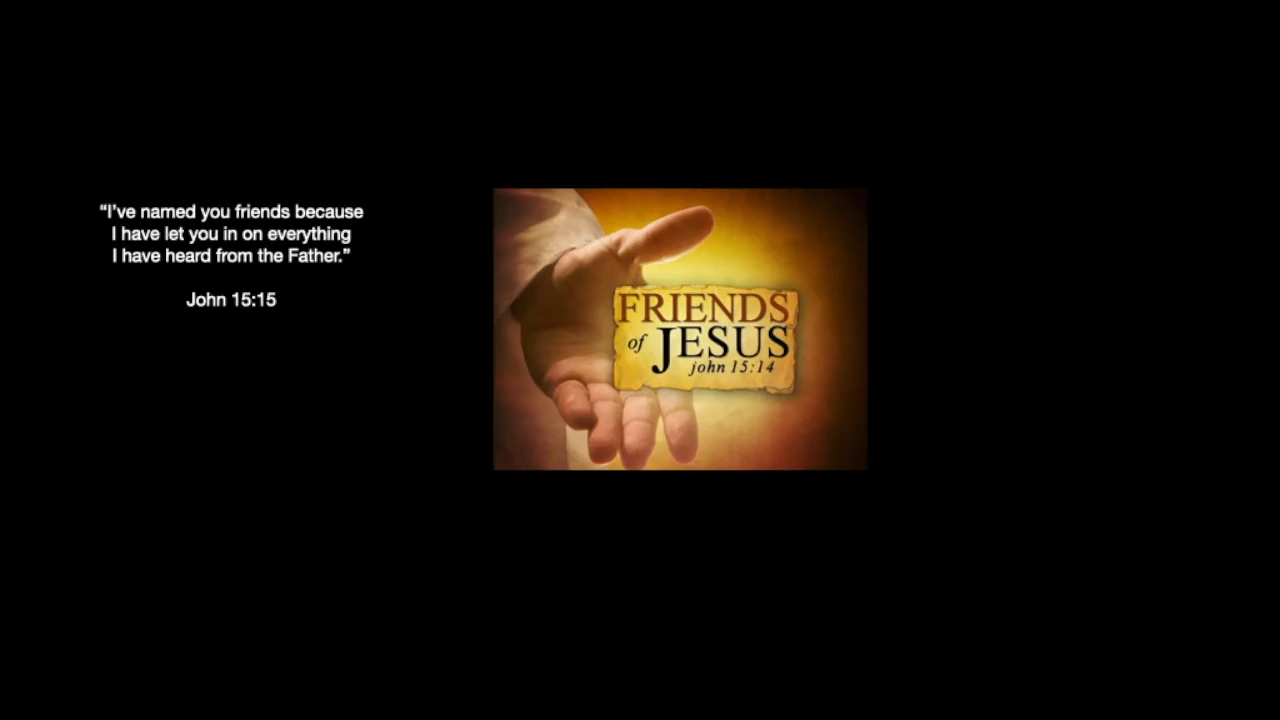 “I’ve named you friends because
I have let you in on everything
I have heard from the Father.”
John 15:15
FRIENDS
of JESUS
john 15:14